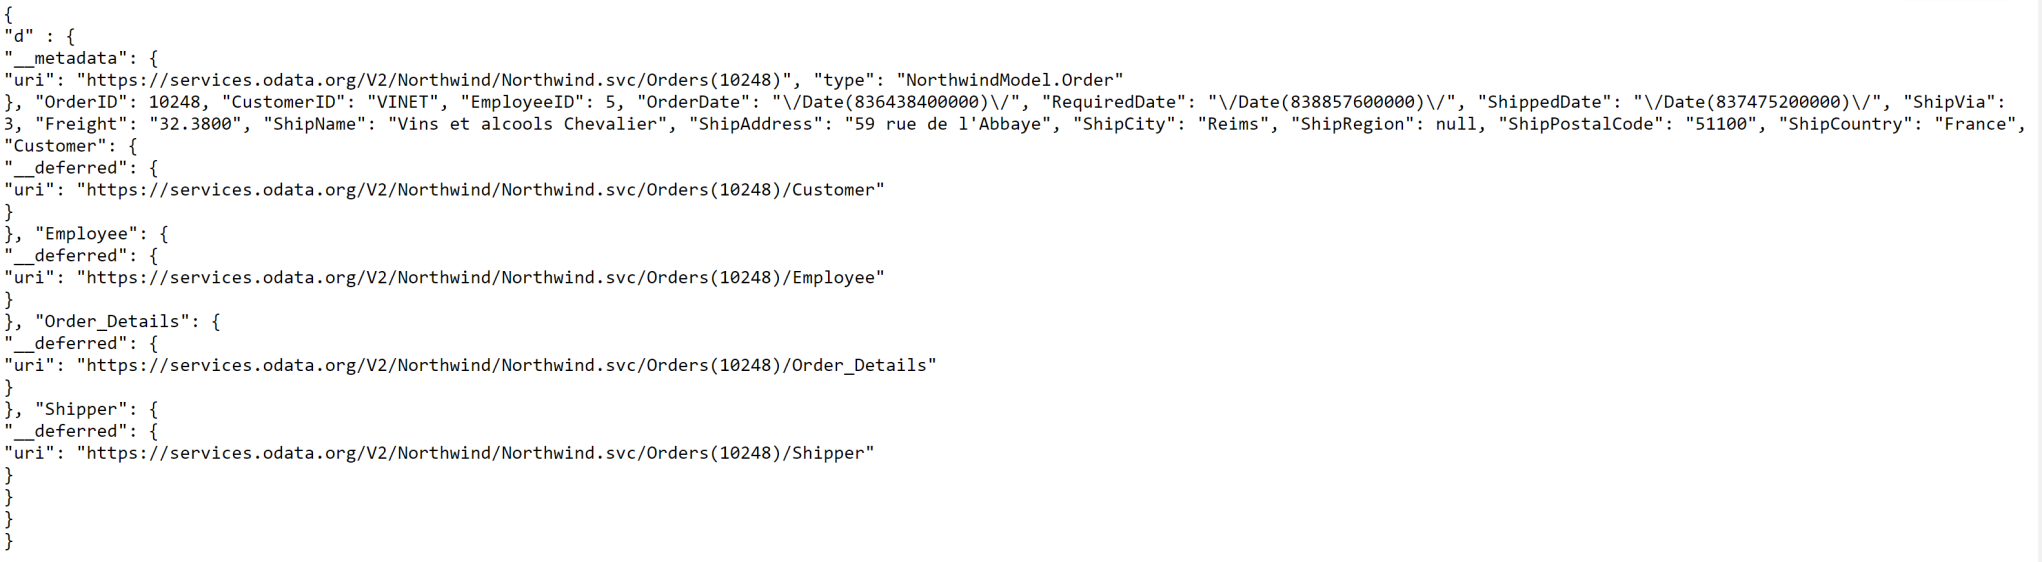 {
"d" : {
"__metadata": {
"uri": "https://services.odata.org/V2/Northwind/Northwind.svc/Orders(10248)", "type": "NorthwindModel.Order"
}, "OrderID": 10248, "CustomerID": "VINET", "EmployeeID": 5, "OrderDate": "\/Date(836438400000)\/", "RequiredDate": "\/Date(838857600000)\/", "ShippedDate": "\/Date(837475200000)\/", "ShipVia":
3, "Freight": "32.3800", "ShipName": "Vins et alcools Chevalier", "ShipAddress": "59 rue de l'Abbaye", "ShipCity": "Reims", "ShipRegion": null, "ShipPostalCode": "51100", "ShipCountry": "France",
"Customer": {
"__deferred": {
"uri": "https://services.odata.org/V2/Northwind/Northwind.svc/Orders(10248)/Customer"
}
}, "Employee": {
"__deferred": {
"uri": "https://services.odata.org/V2/Northwind/Northwind.svc/Orders(10248)/Employee"
}
}, "Order_Details": {
"__deferred": {
"uri": "https://services.odata.org/V2/Northwind/Northwind.svc/Orders(10248)/Order_Details"
}
}, "Shipper": {
"__deferred": {
"uri": "https://services.odata.org/V2/Northwind/Northwind.svc/Orders(10248)/Shipper"
}
}
}
}